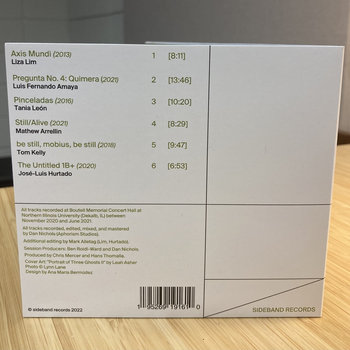 Axis Mundi (2013) 1 [8:11]
Liza Lim
Pregunta No. 4: Quimera (2021) 2 [13:46]
Luis Fernando Amaya
Pinceladas (2016) 3 [10:20]
Tania León
Still/Alive (2021) 4 [8:29]
Mathew Arrellin
be still, mobius, be still (2018) 5 [9:47]
Tom Kelly
The Untitled 18+ (2020) 6 [6:53]
José-Luis Hurtado
All tracks recorded at Boutell Memorial Concert Hall at
Northern Illinois University (Dekalb, IL) between
November 2020 and June 2021.
All tracks recorded, edited, mixed, and mastered
by Dan Nichols (Aphorism Studios).
Additional editing by Mark Alletag (Lim, Hurtado).
Session Producers: Ben Roidl-Ward and Dan Nichols.
Produced by Chris Mercer and Hans Thomalla.
Cover Art: "Portrait of Three Ghosts II" by Leah Asher
Photo © Lynn Lane
Design by Ana María Bermúdez
1 95269 19161 0
SIDEBAND RECORDS
© sideband records 2022